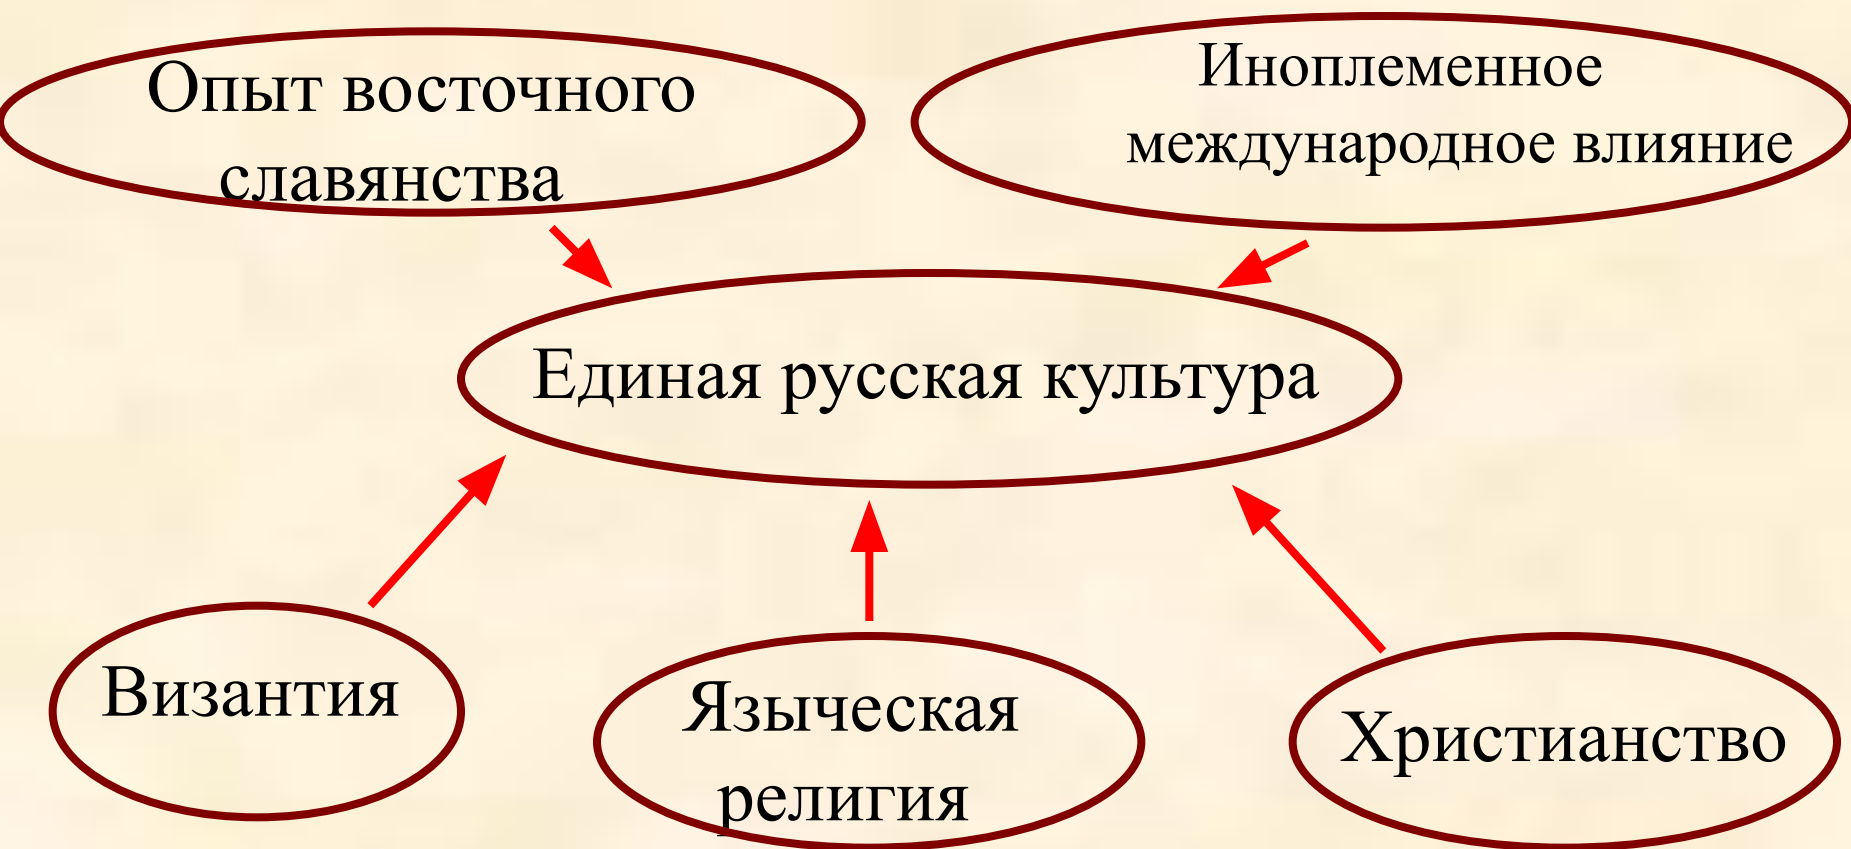 Опыт восточного
славянства
Иноплеменное
международное влияние
Единая русская культура
Византия
Языческая
религия
Христианство